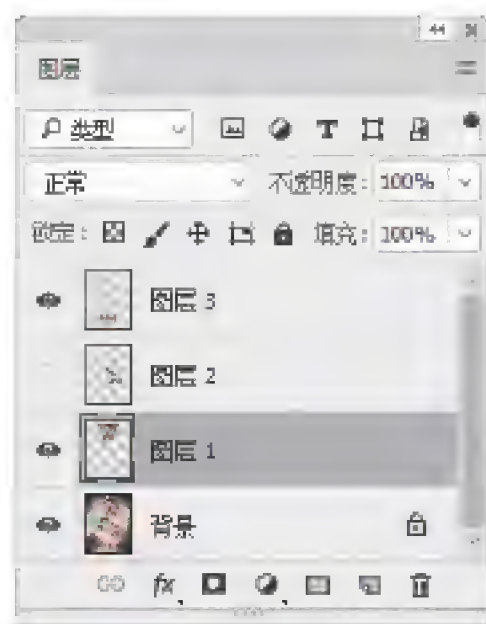 图层
类型
正常 不透明度: 100%
锁定: 填充: 100%
图层 3
图层 2
图层 1
背景
fx